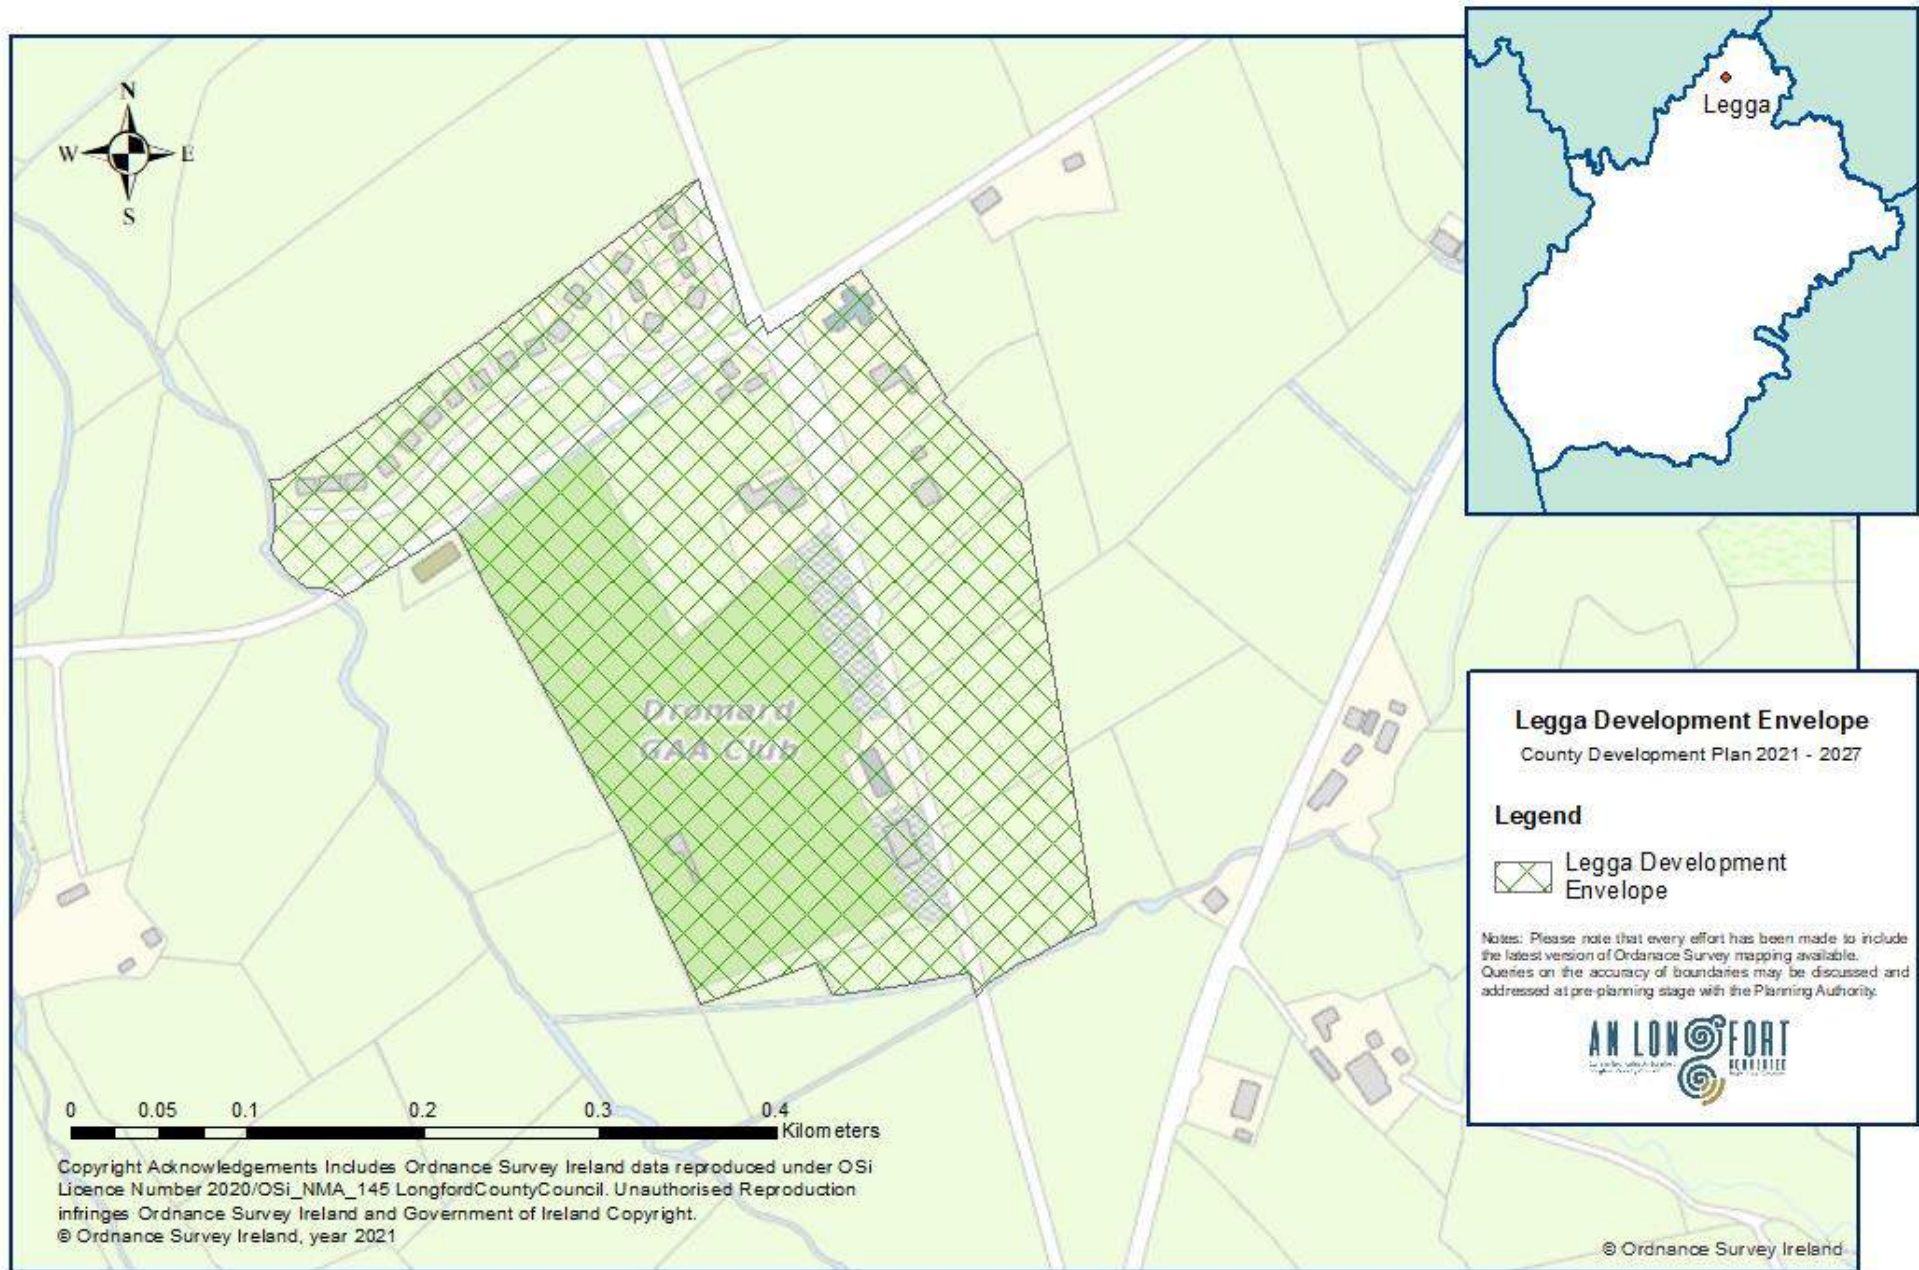 N
W E
S
Legga
Dromard
GAA Club
Legga Development Envelope
County Development Plan 2021 - 2027
Legend
Legga Development
Envelope
Notes: Please note that every effort has been made to include
the latest version of Ordanace Survey mapping available.
Queries on the accuracy of boundaries may be discussed and
addressed at pre-planning stage with the Planning Authority.
AN LONGFORT
0 0.05 0.1 0.2 0.3 0.4
Kilometers
Copyright Acknowledgements Includes Ordnance Survey Ireland data reproduced under OSi
Licence Number 2020/OSi_NMA_145 LongfordCountyCouncil. Unauthorised Reproduction
infringes Ordnance Survey Ireland and Government of Ireland Copyright.
© Ordnance Survey Ireland, year 2021
© Ordnance Survey Ireland